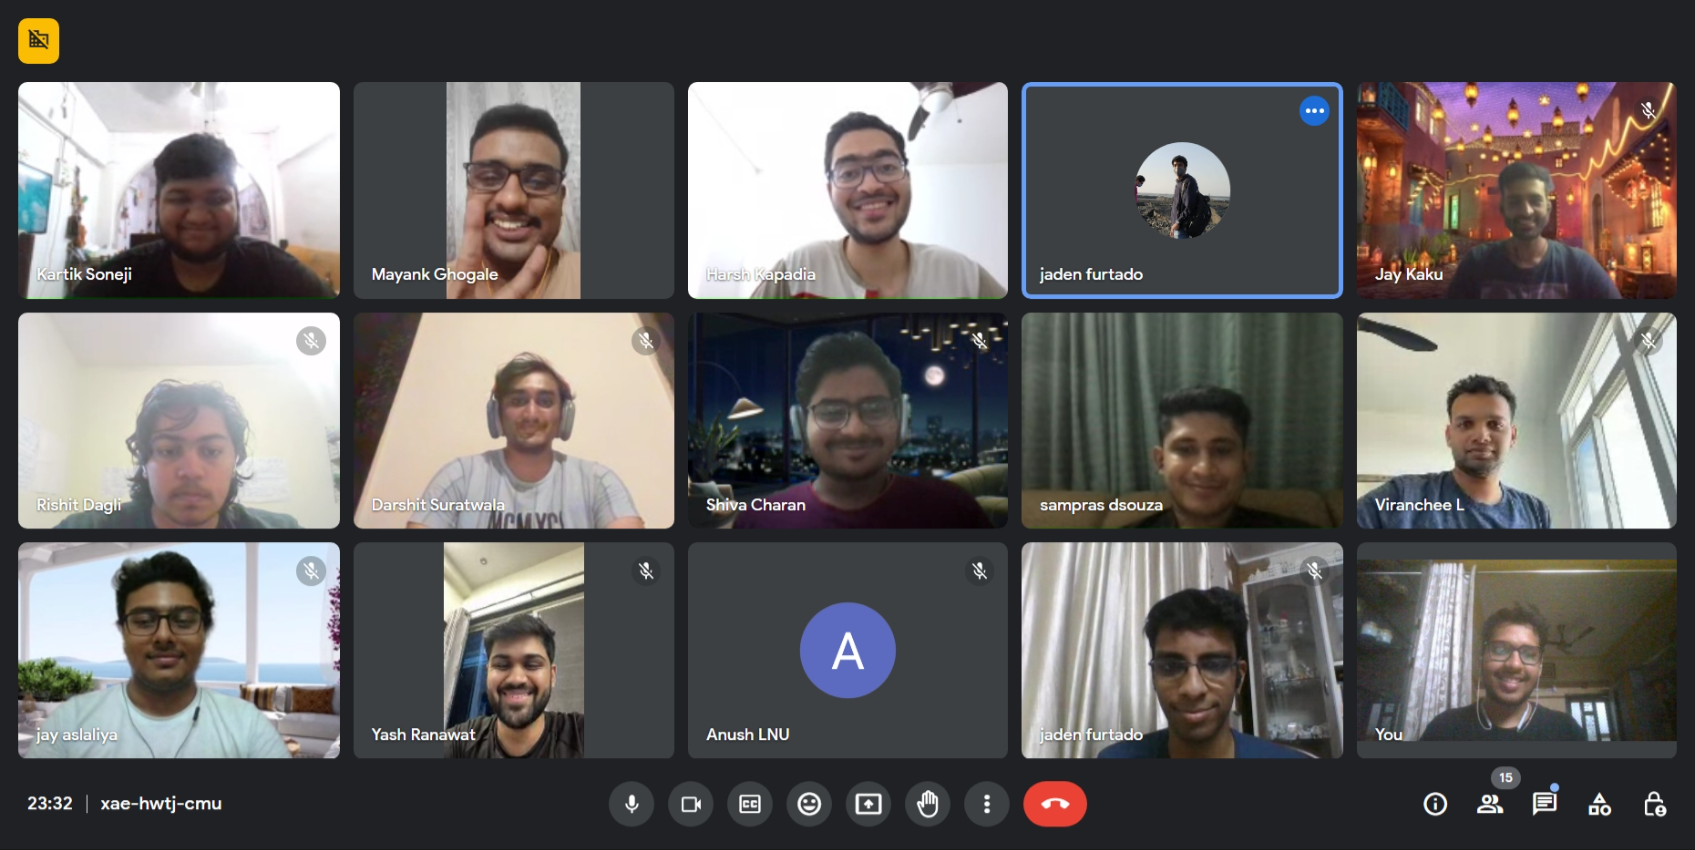 Kartik Soneji
Mayank Ghogale
Harsh Kapadia
jaden furtado
Jay Kaku
Rishit Dagli
Darshit Suratwala
Shiva Charan
sampras dsouza
Viranchee L
jay aslaliya
Yash Ranawat
A
Anush LNU
jaden furtado
You
23:32 | xae-hwtj-cmu
CC
15